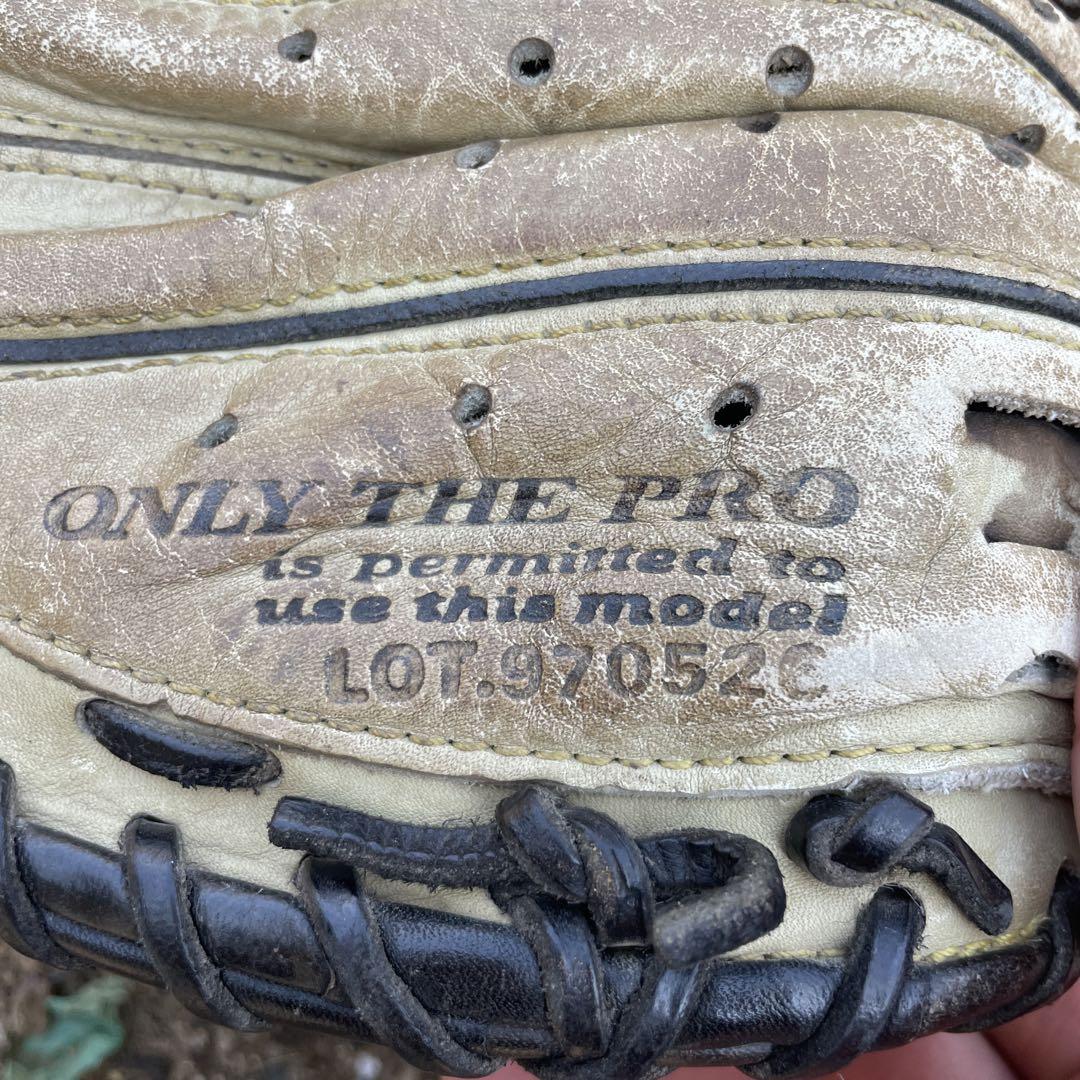 ONLY THE PRO
is permitted to
use this model
LOT.97052C